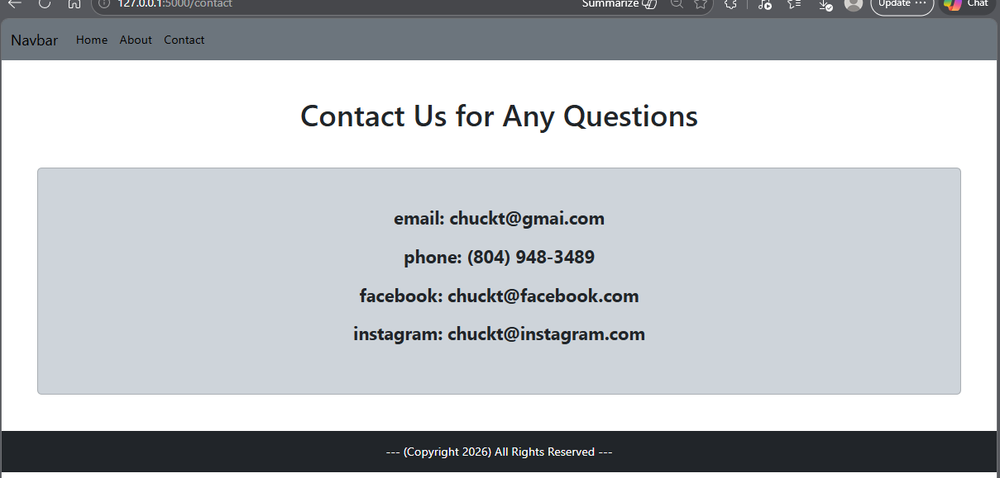 127.0.0.1:5000/contact Summarize Update Chat
Navbar Home About Contact
Contact Us for Any Questions
email: chuckt@gmai.com
phone: (804) 948-3489
facebook: chuckt@facebook.com
instagram: chuckt@instagram.com
--- (Copyright 2026) All Rights Reserved ---